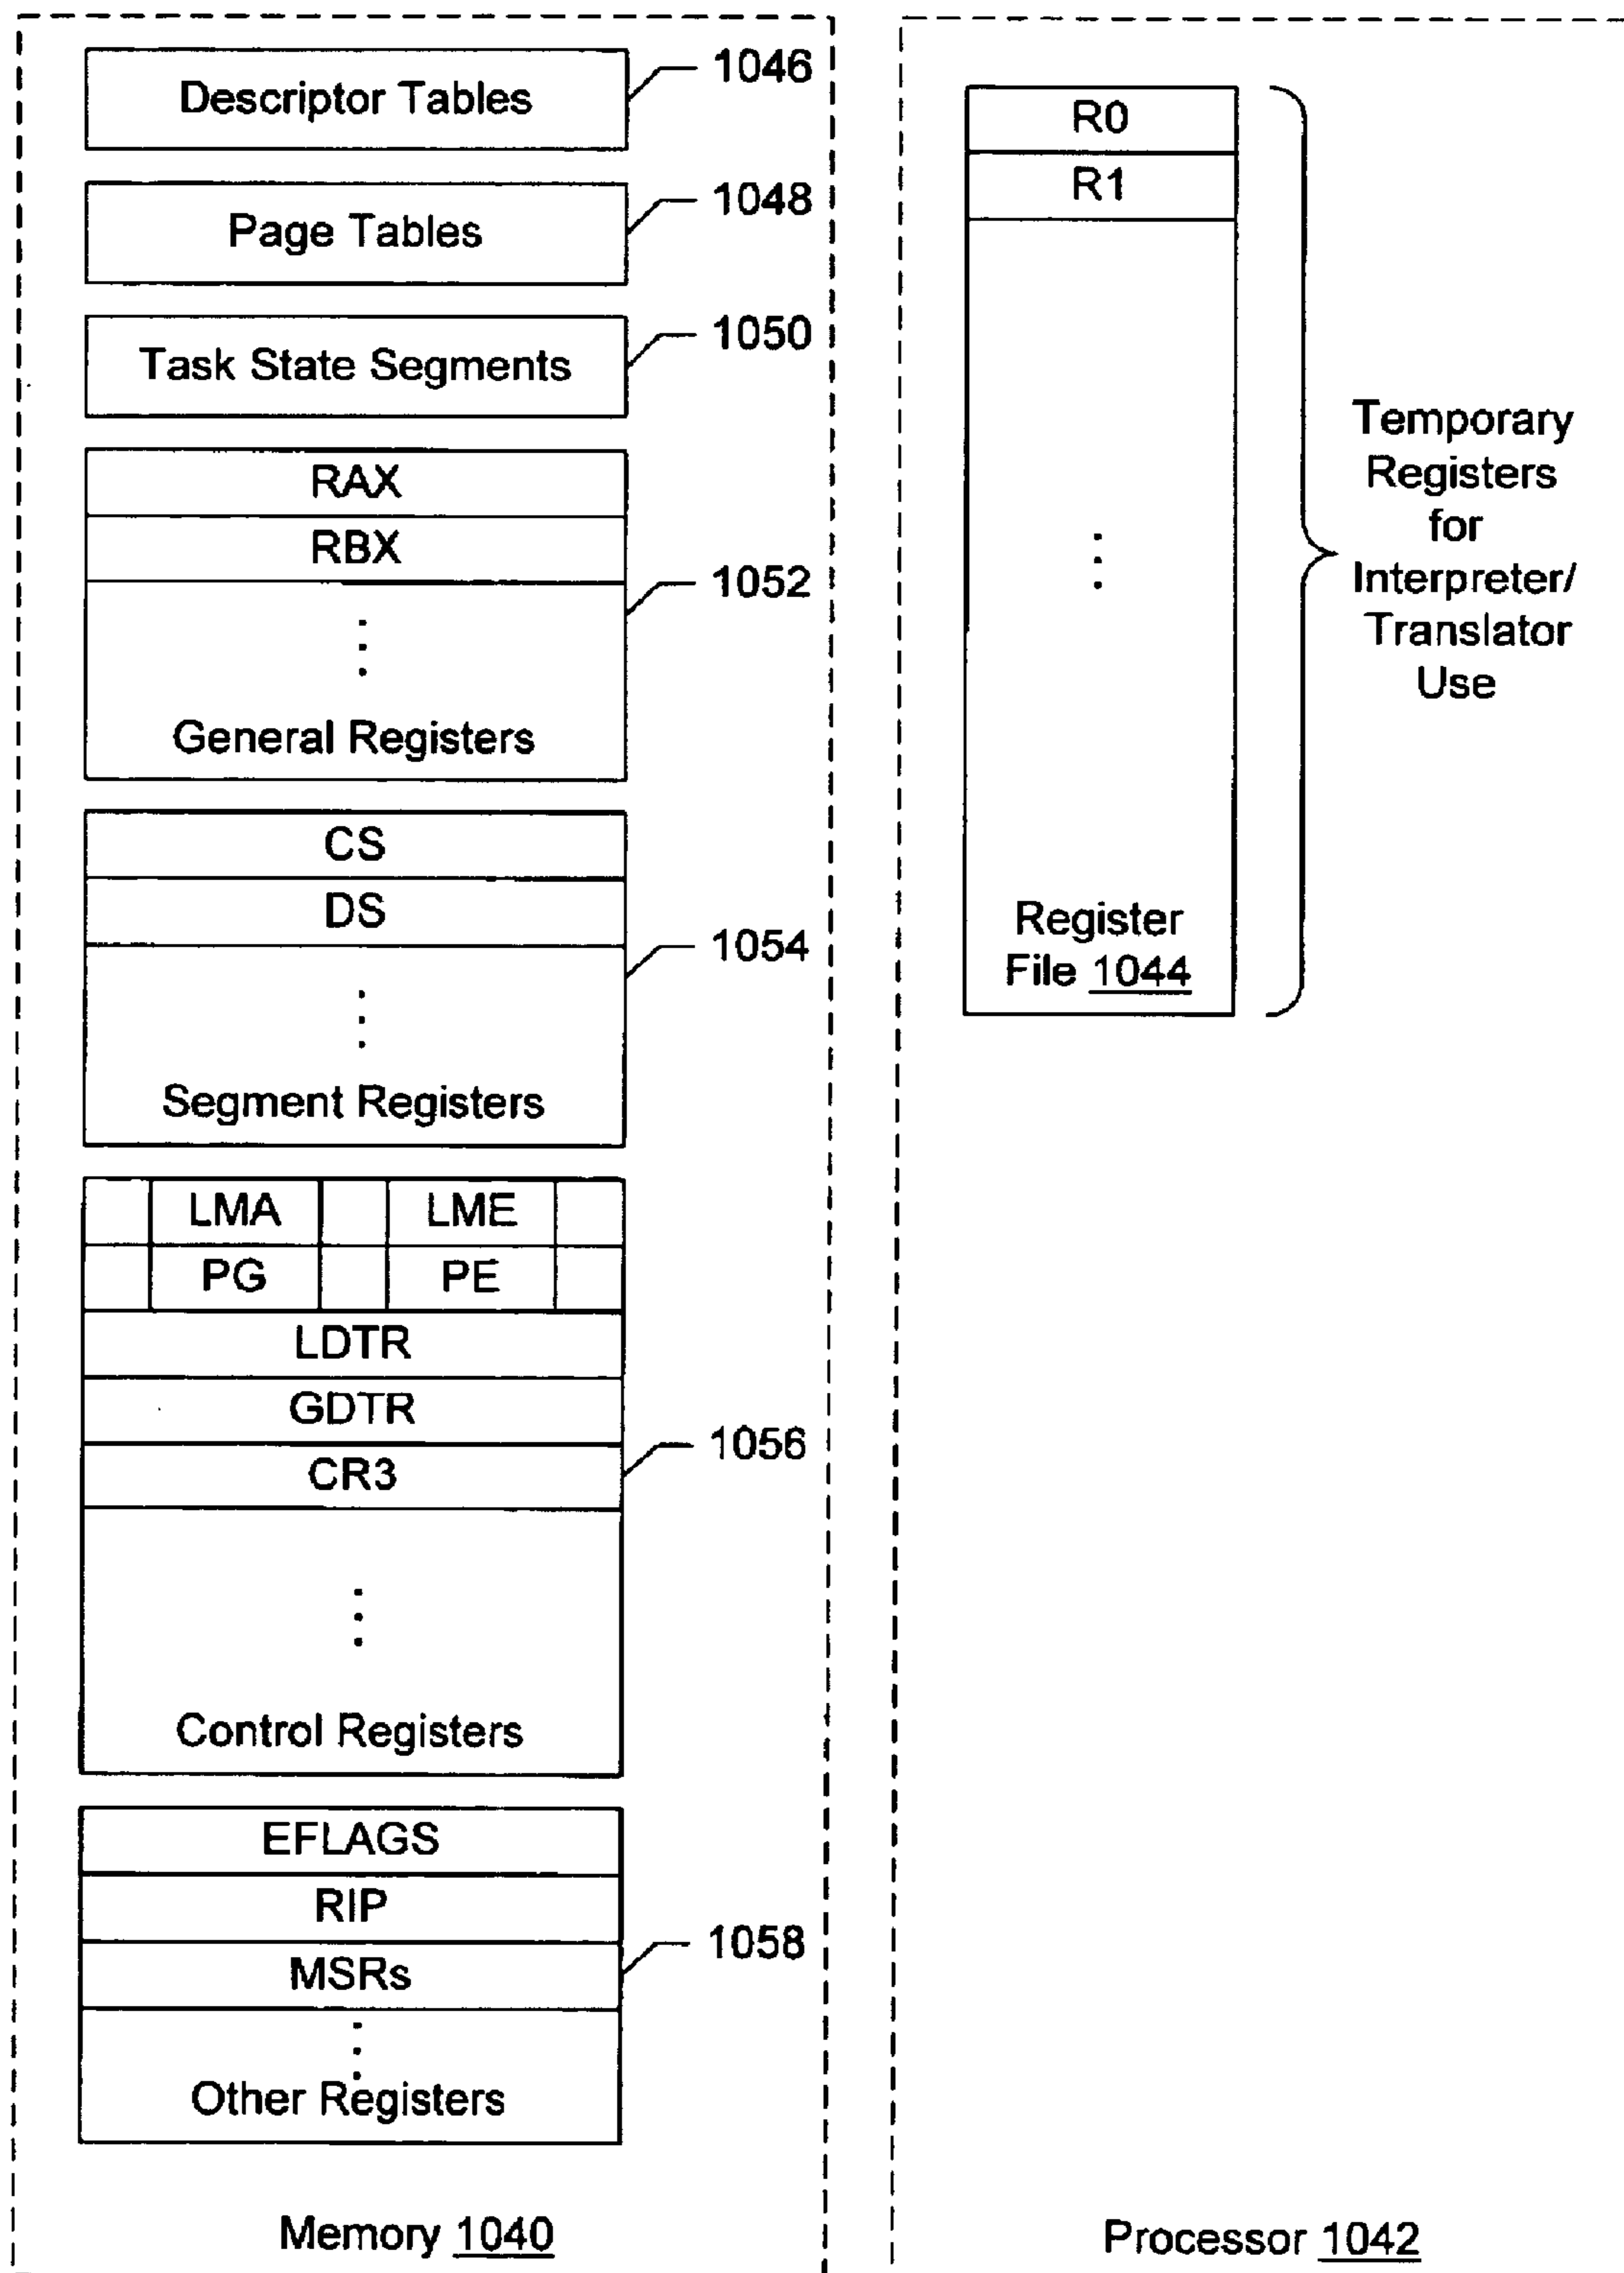 Descriptor Tables
1046
Page Tables
1048
Task State Segments
1050
RAX
RBX
1052
General Registers
CS
DS
1054
Segment Registers
LMA LME
PG PE
LDTR
GDTR
CR3
1056
Control Registers
EFLAGS
RIP
MSRs
1058
Other Registers
Memory 1040
R0
R1
Register
File 1044
Temporary
Registers
for
Interpreter/
Translator
Use
Processor 1042